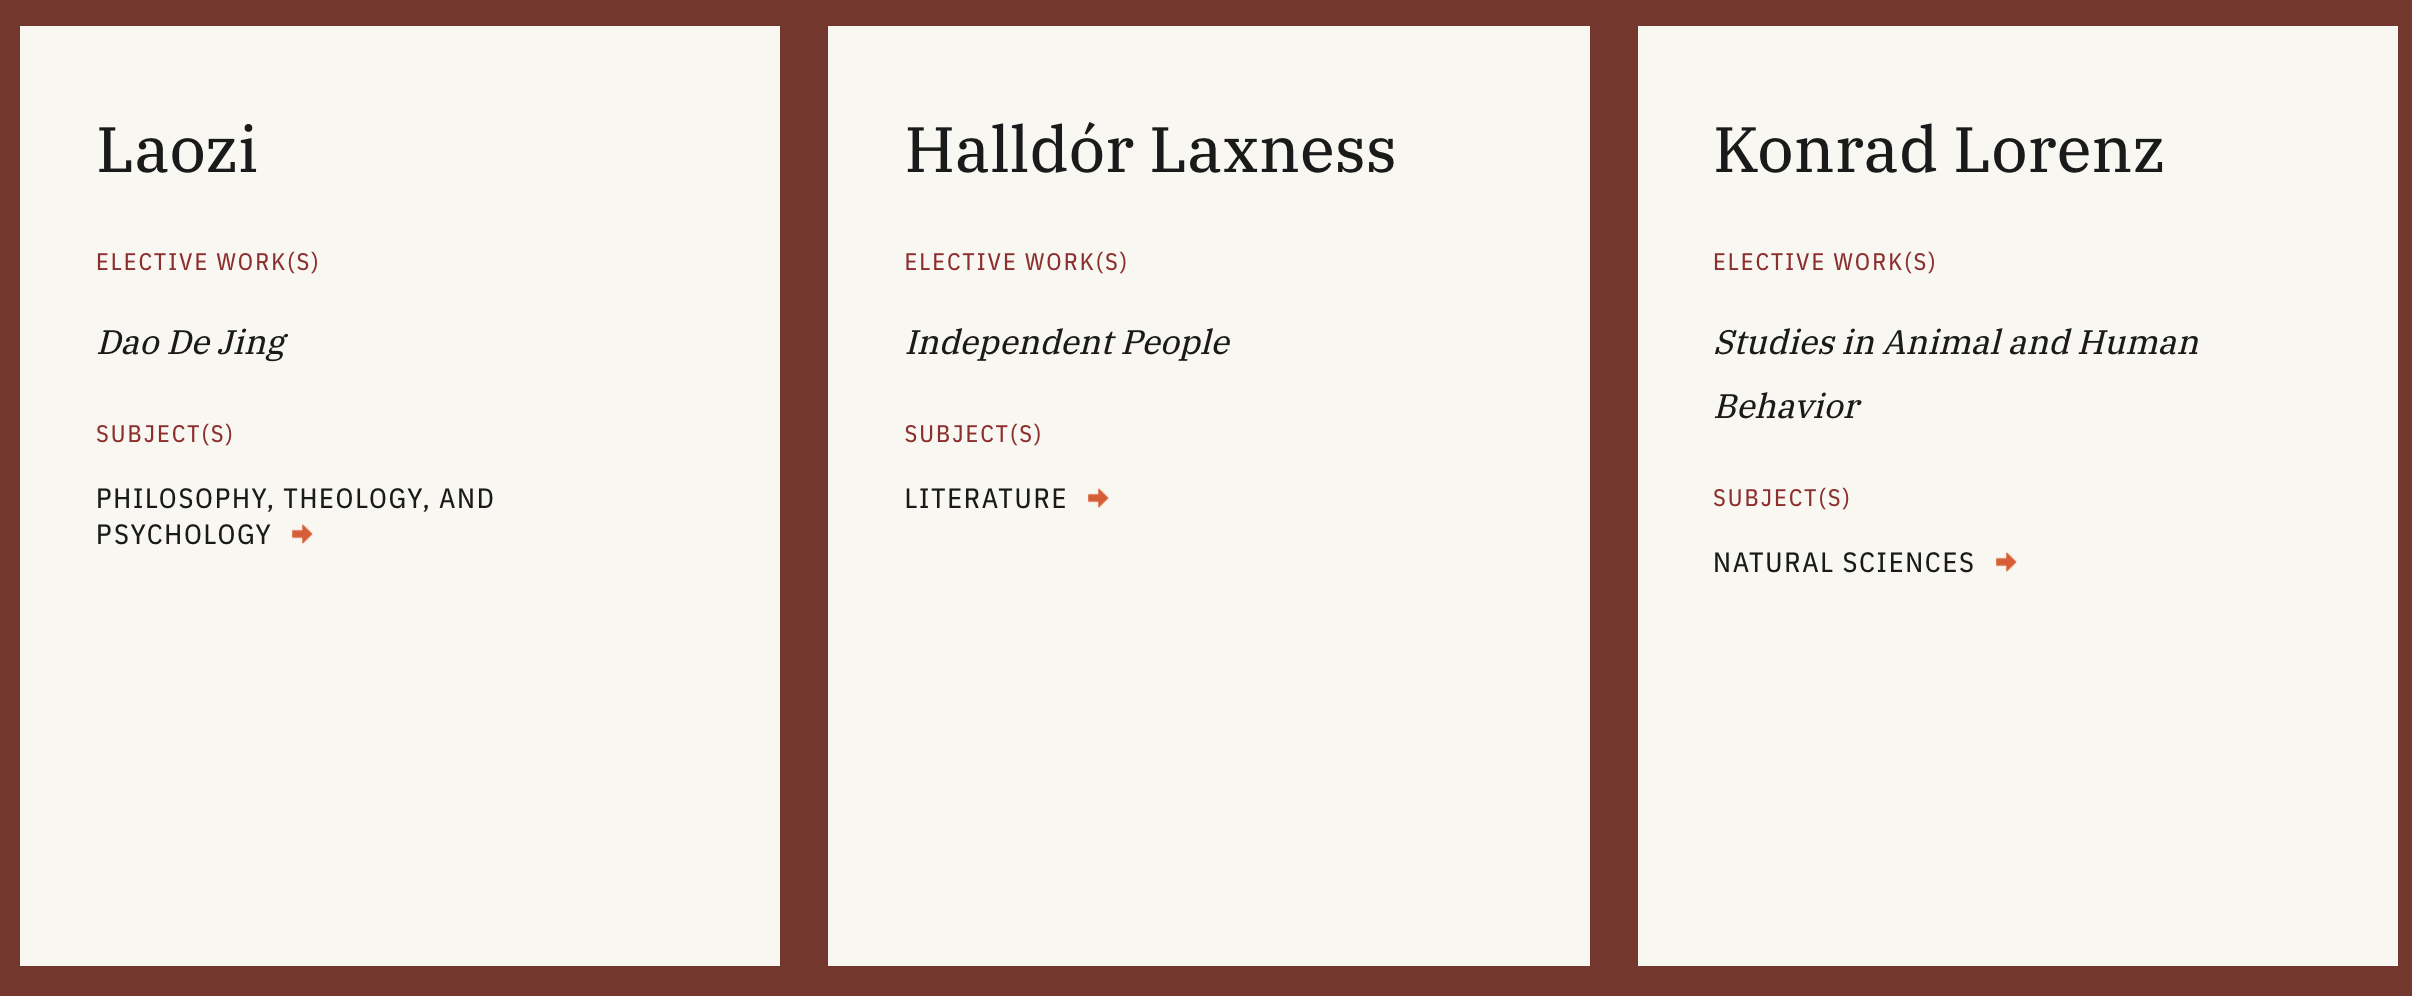 Laozi
ELECTIVE WORK(S)
Dao De Jing
SUBJECT(S)
PHILOSOPHY, THEOLOGY, AND
PSYCHOLOGY
Halldór Laxness
ELECTIVE WORK(S)
Independent People
SUBJECT(S)
LITERATURE
Konrad Lorenz
ELECTIVE WORK(S)
Studies in Animal and Human
Behavior
SUBJECT(S)
NATURAL SCIENCES